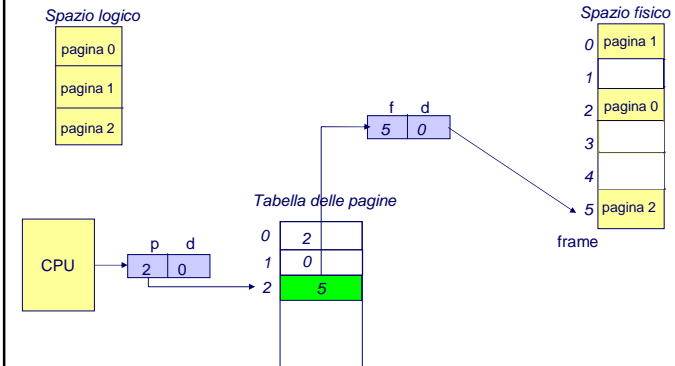 Spazio logico
pagina 0
pagina 1
pagina 2
Spazio fisico
0 pagina 1
1
2 pagina 0
3
4
5 pagina 2
frame
f d
5 0
Tabella delle pagine
0 2
1 0
2 5
CPU
p d
2 0